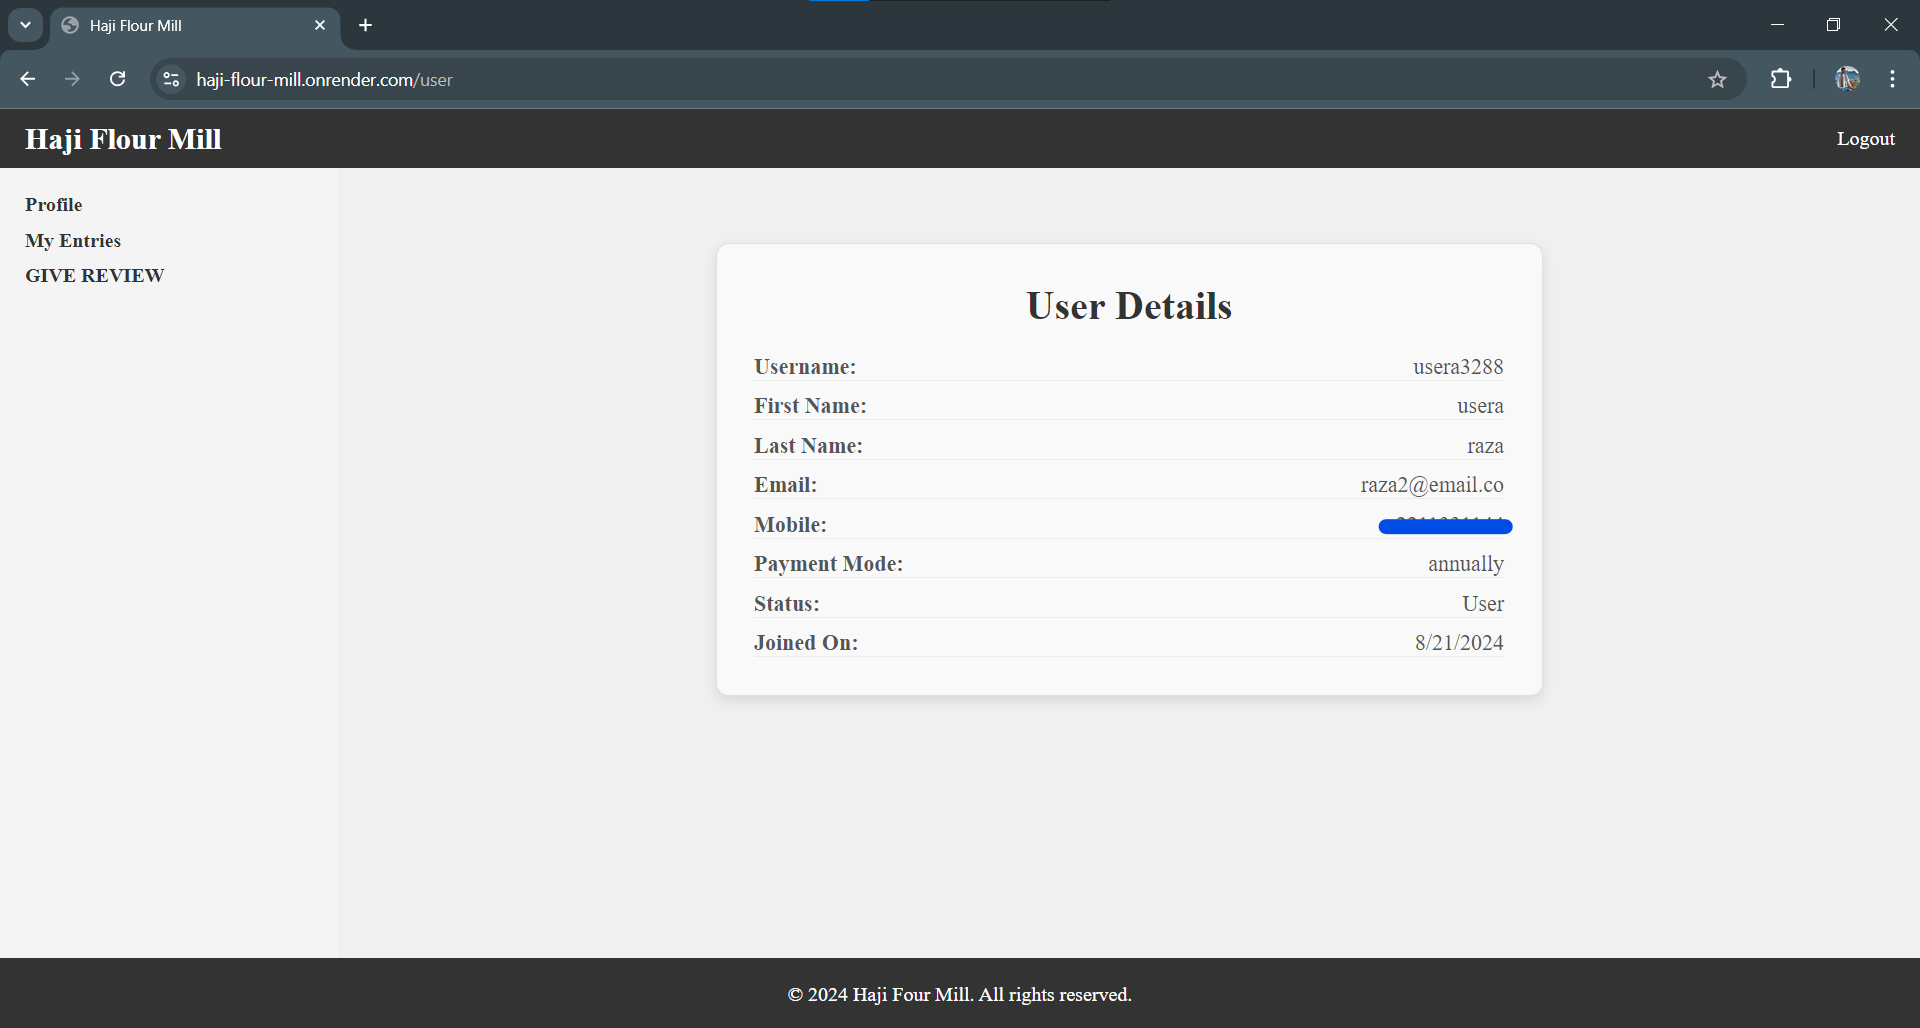 Haji Flour Mill
haji-flour-mill.onrender.com/user
Haji Flour Mill
Logout
Profile
My Entries
GIVE REVIEW
User Details
Username: usera3288
First Name: usera
Last Name: raza
Email: raza2@email.co
Mobile:
Payment Mode: annually
Status: User
Joined On: 8/21/2024
© 2024 Haji Four Mill. All rights reserved.